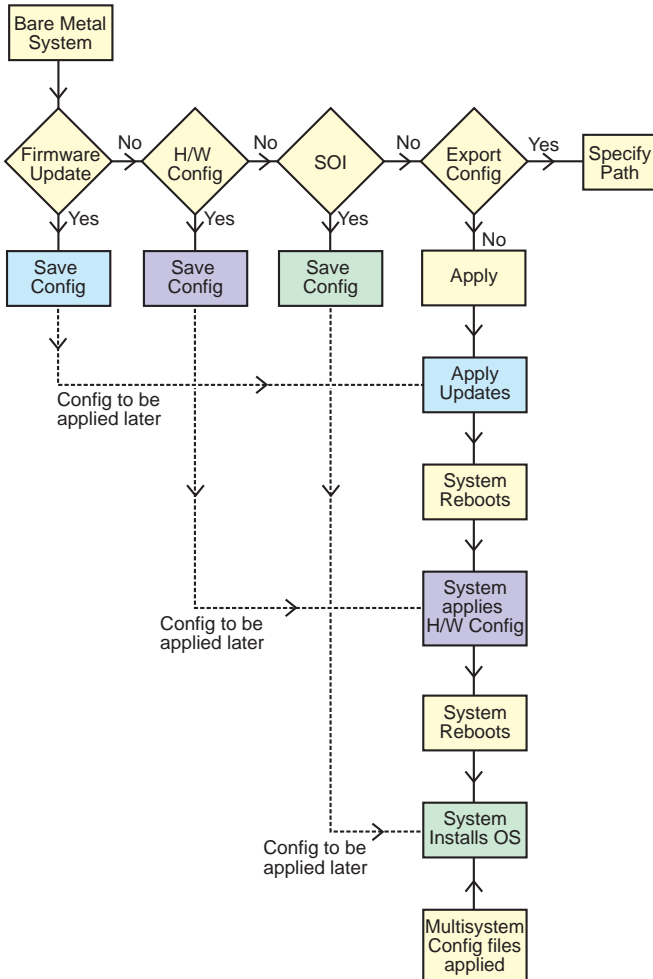 Bare Metal
System
Firmware
Update
No
H/W
Config
No
SOI
No
Export
Config
Yes
Specify
Path
Yes
Yes
Yes
No
Save
Config
Save
Config
Save
Config
Apply
Config to be
applied later
Apply
Updates
System
Reboots
Config to be
applied later
System
applies
H/W Config
System
Reboots
Config to be
applied later
System
Installs OS
Multisystem
Config files
applied